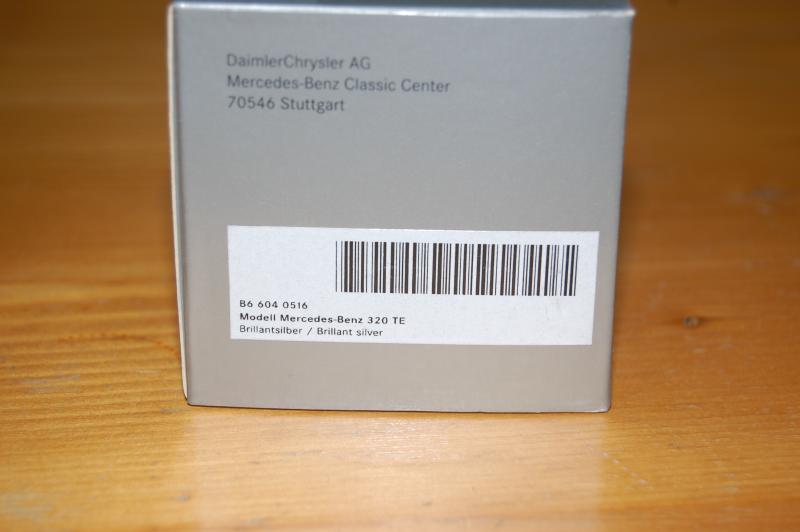 DaimlerChrysler AG
Mercedes-Benz Classic Center
70546 Stuttgart
B6 604 0516
Modell Mercedes-Benz 320 TE
Brillantsilber / Brillant silver